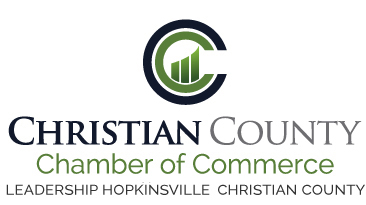 CHRISTIAN COUNTY
Chamber of Commerce
LEADERSHIP HOPKINSVILLE CHRISTIAN COUNTY